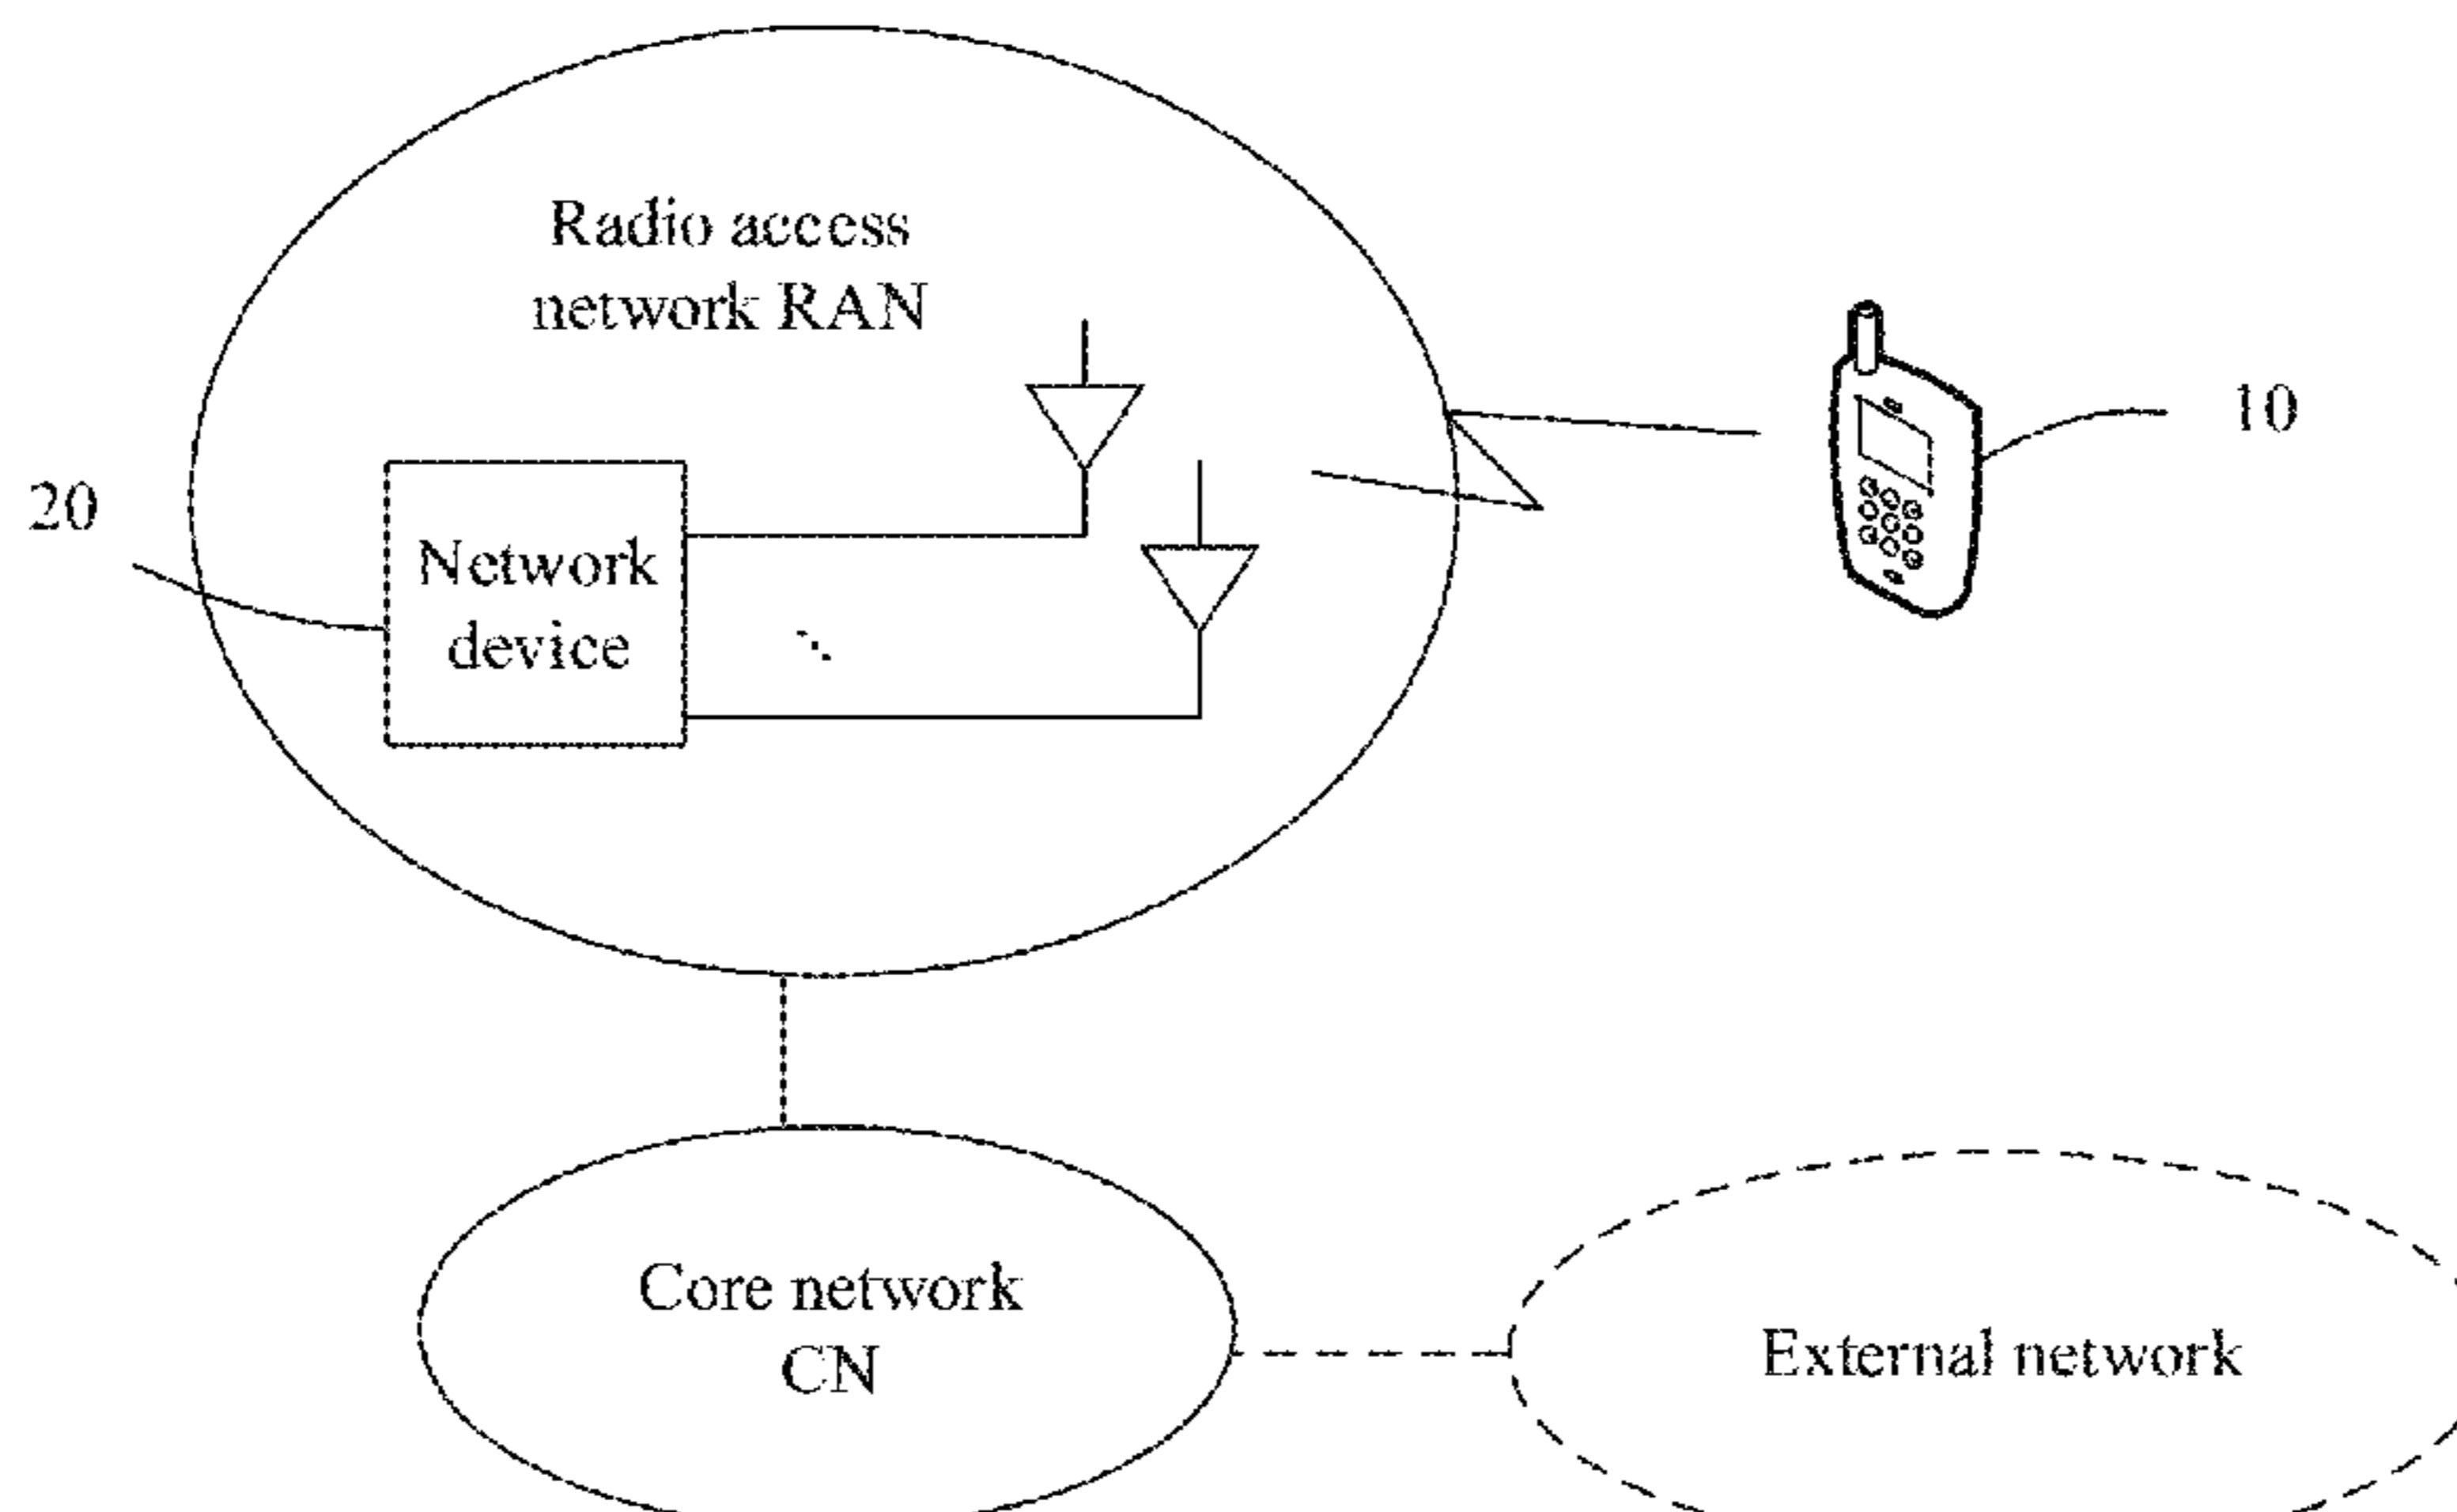 Radio access
network RAN
10
20
Network
device
Core network
CN
External network